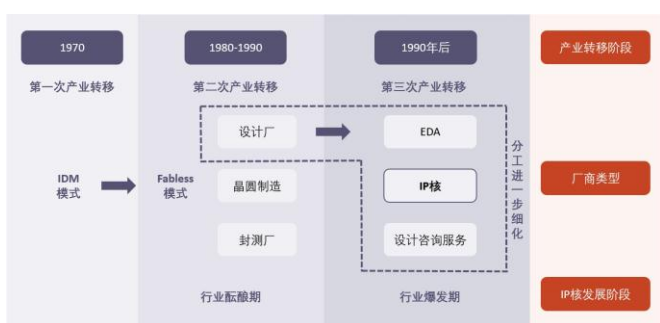 1970
1980-1990
1990年后
产业转移阶段
第一次产业转移
第二次产业转移
第三次产业转移
设计厂
EDA
IDM
模式
Fabless
模式
晶圆制造
IP核
分工进一步细化
厂商类型
封测厂
设计咨询服务
行业酝酿期
行业爆发期
IP核发展阶段